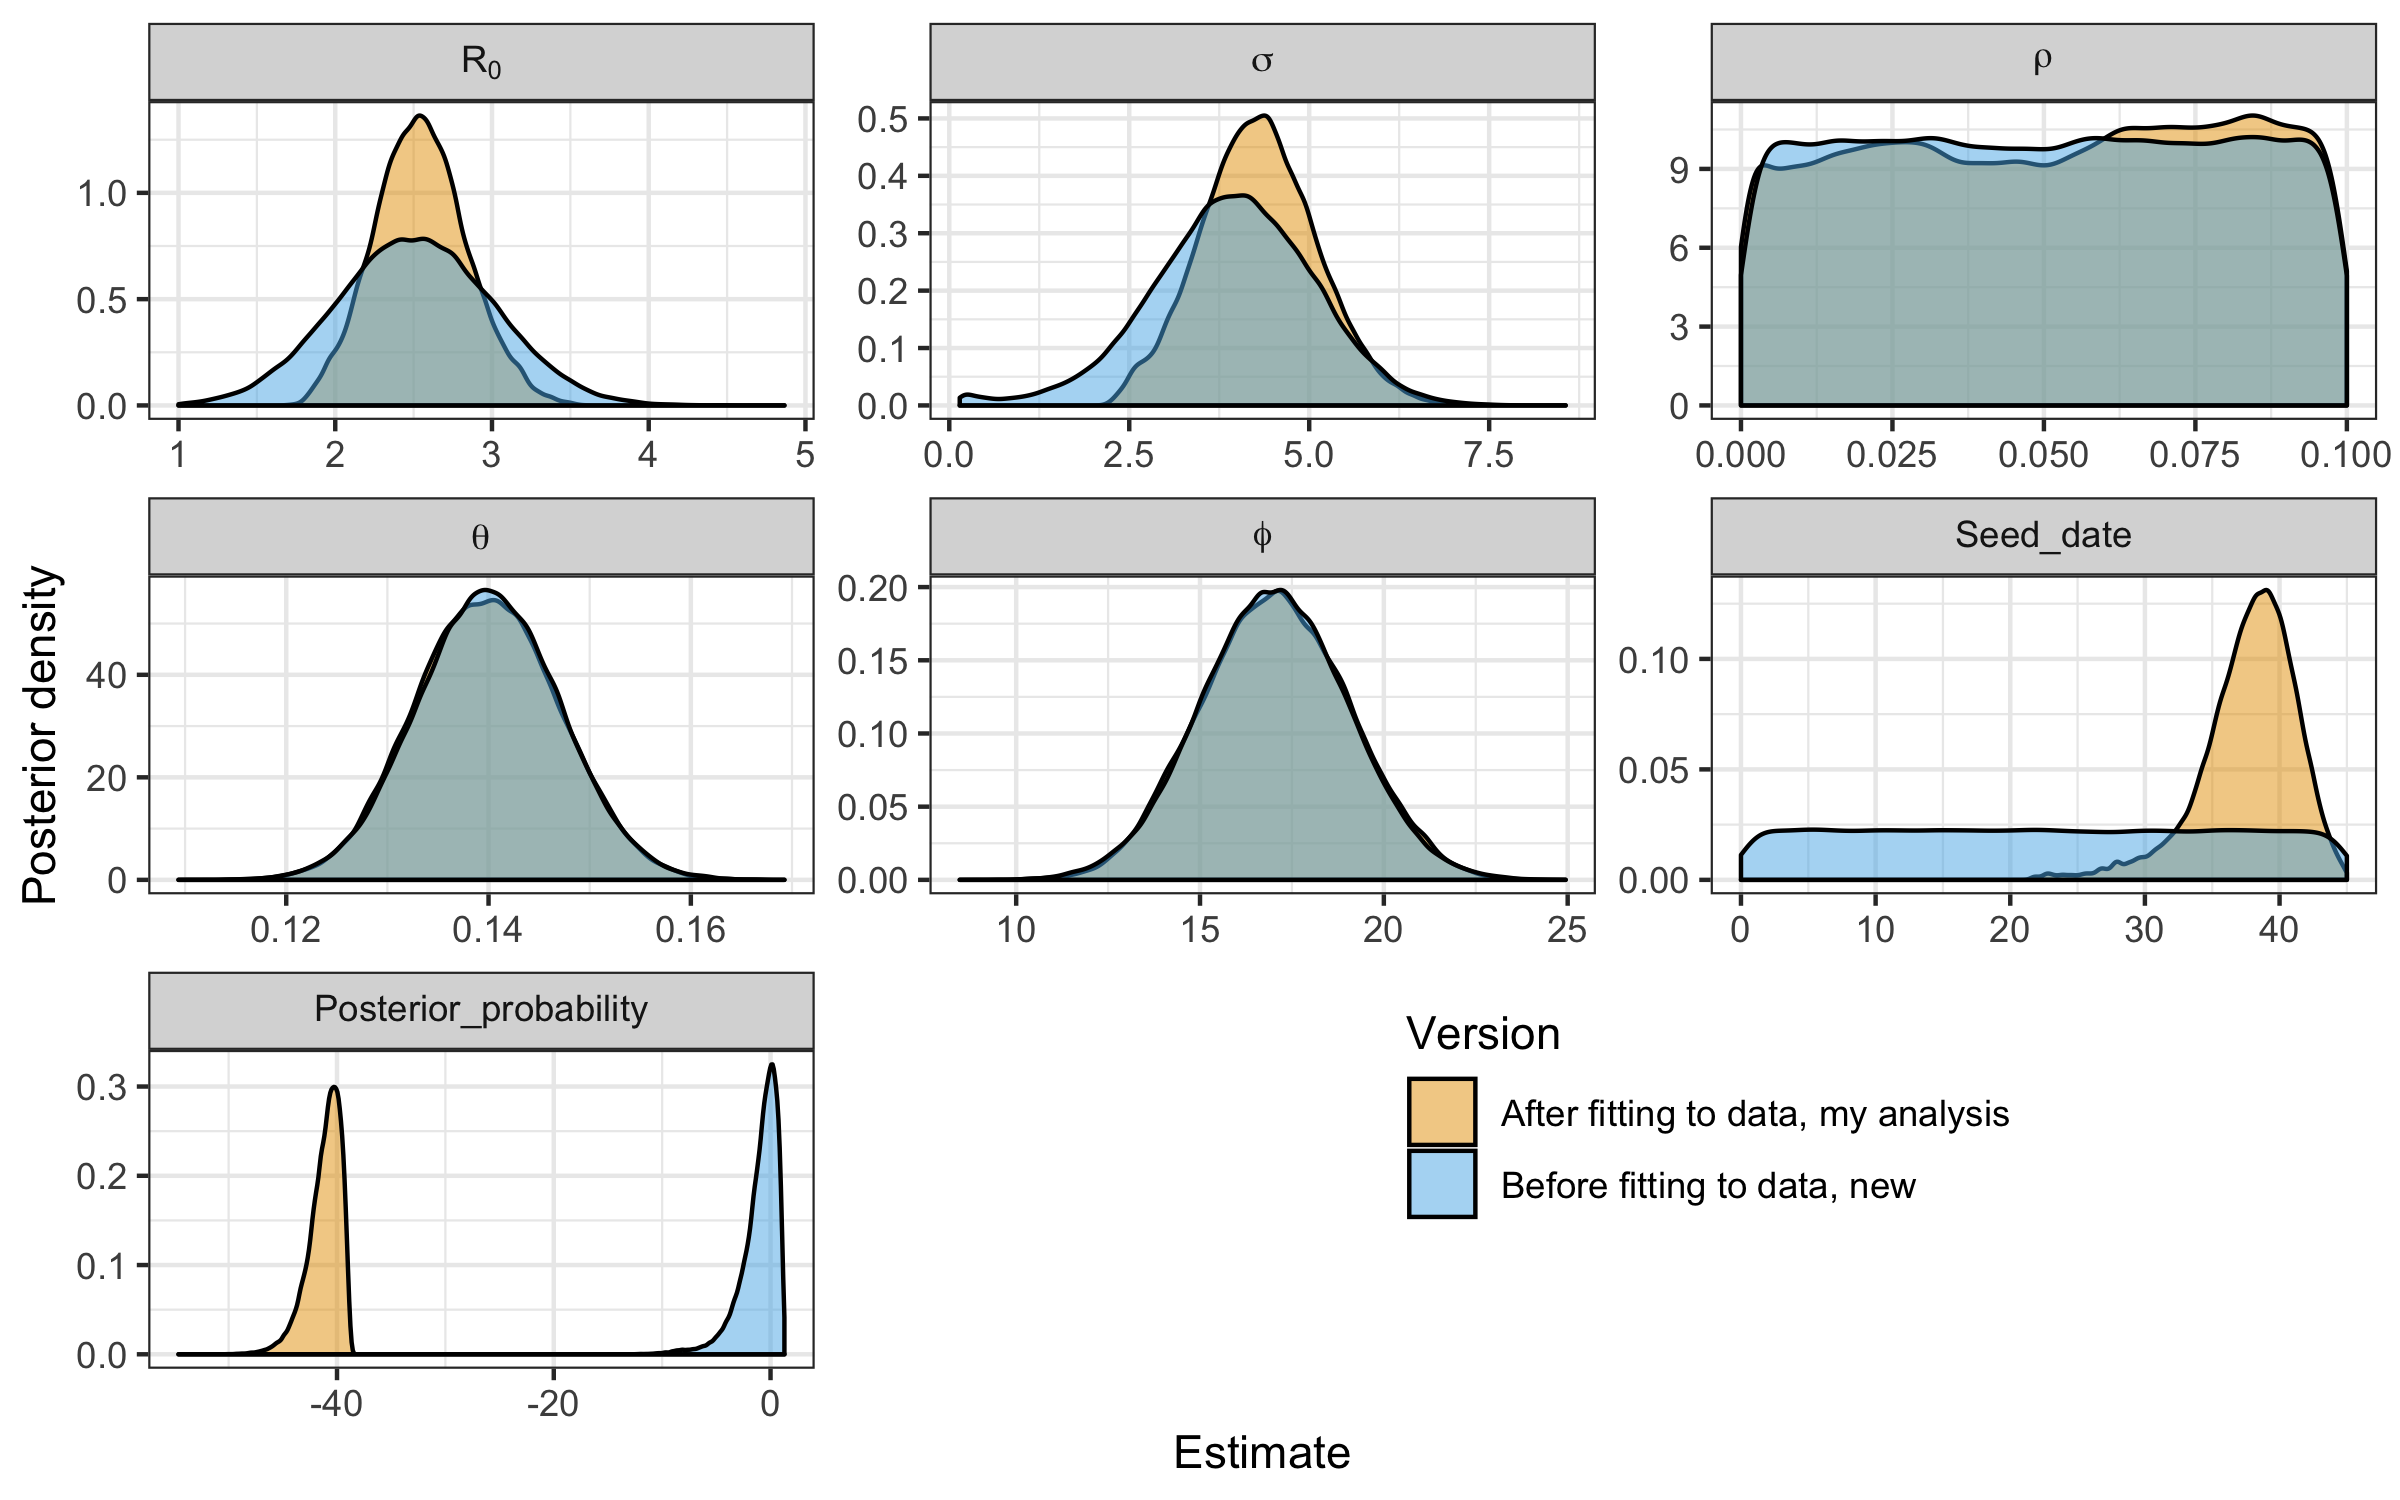 R₀
σ
ρ
0.0
0.5
1.0
1 2 3 4 5
0.0
0.1
0.2
0.3
0.4
0.5
0.0 2.5 5.0 7.5
0
3
6
9
0.000 0.025 0.050 0.075 0.100
θ
ϕ
Seed_date
0
20
40
0.12 0.14 0.16
0.00
0.05
0.10
0.15
0.20
10 15 20 25
0.00
0.05
0.10
0 10 20 30 40
Posterior_probability
0.0
0.1
0.2
0.3
-40 -20 0
Version
After fitting to data, my analysis
Before fitting to data, new
Posterior density
Estimate